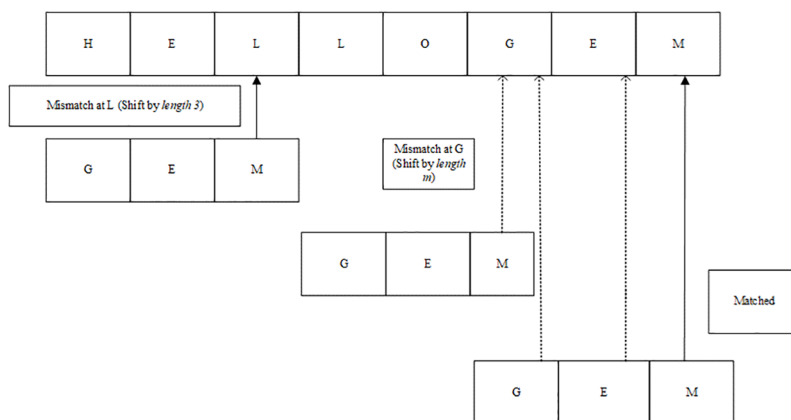 H E L L O G E M
Mismatch at L (Shift by length 3)
G E M
Mismatch at G
(Shift by length
m)
G E M
Matched
G E M